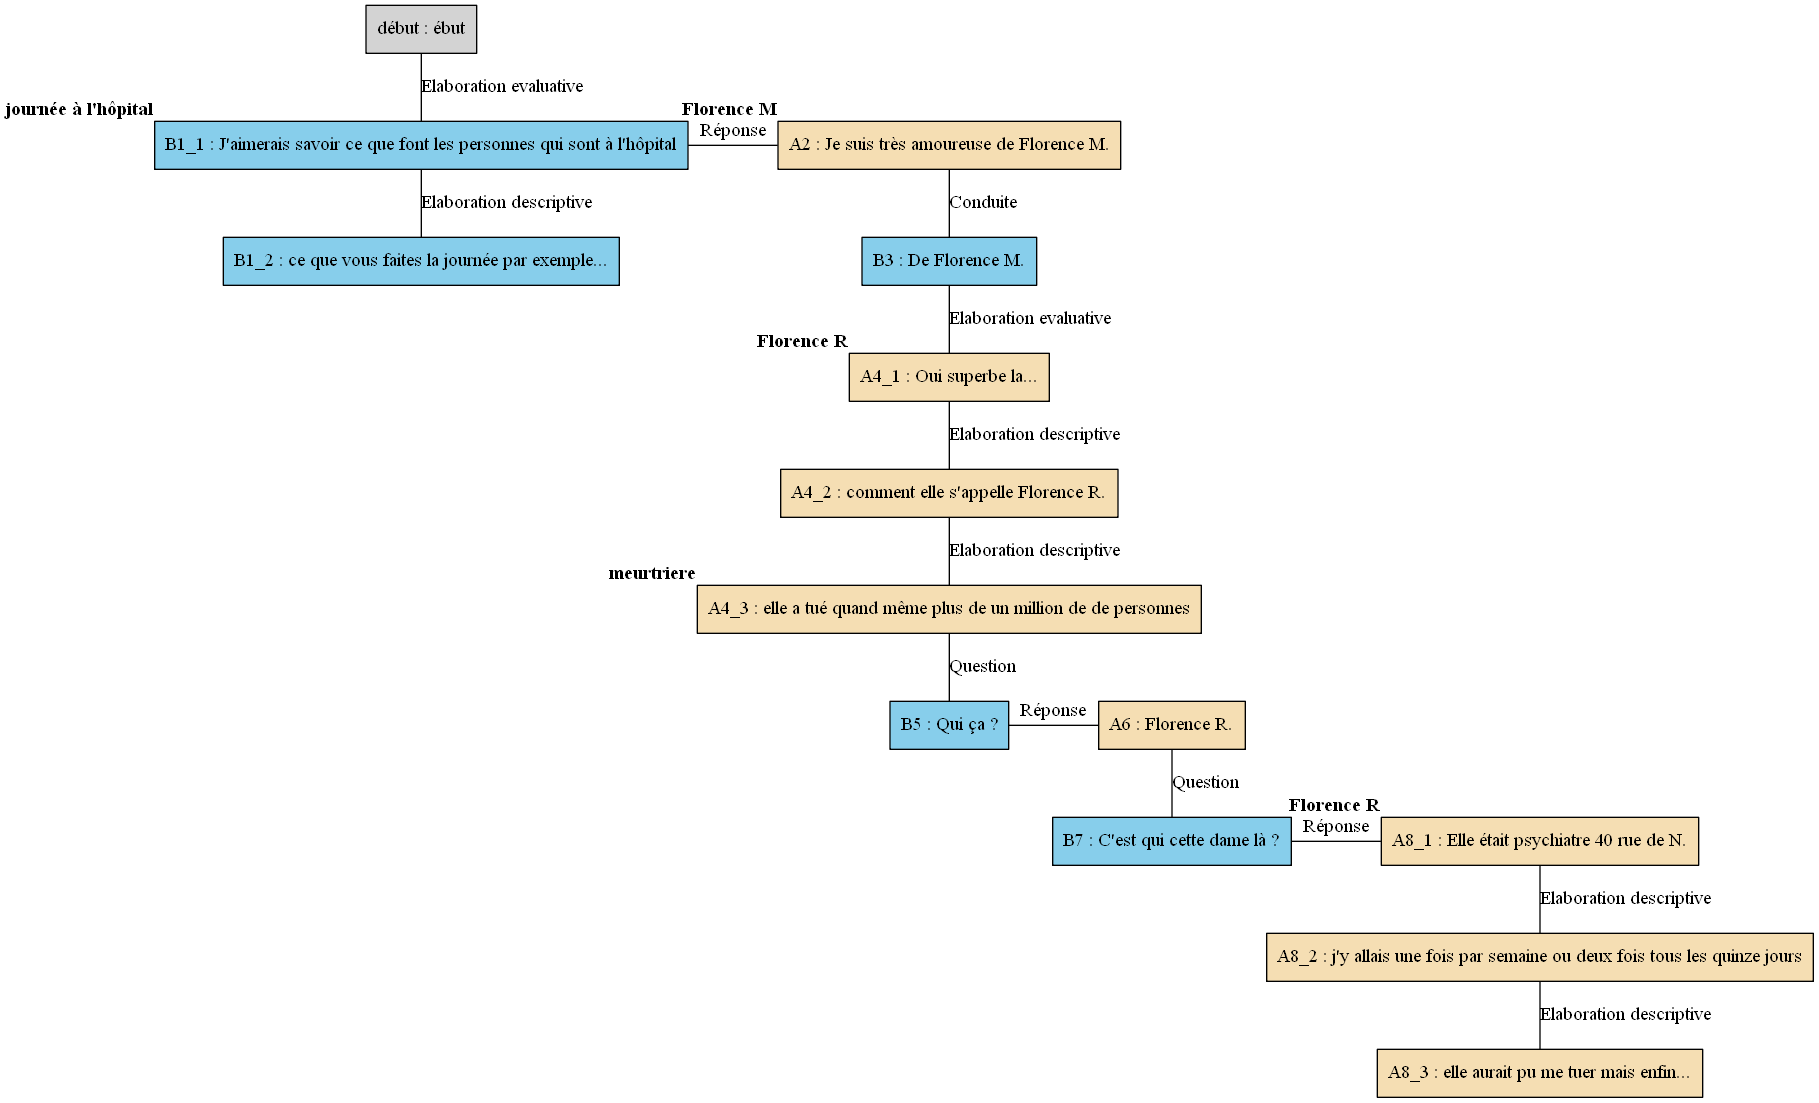 début : ébut
Elaboration evaluative
journée à l'hôpital
Florence M
B1_1 : J'aimerais savoir ce que font les personnes qui sont à l'hôpital
Réponse
A2 : Je suis très amoureuse de Florence M.
Elaboration descriptive
Conduite
B1_2 : ce que vous faites la journée par exemple...
B3 : De Florence M.
Elaboration evaluative
Florence R
A4_1 : Oui superbe la...
Elaboration descriptive
A4_2 : comment elle s'appelle Florence R.
Elaboration descriptive
meurtriere
A4_3 : elle a tué quand même plus de un million de de personnes
Question
B5 : Qui ça ?
Réponse
A6 : Florence R.
Question
Florence R
B7 : C'est qui cette dame là ?
Réponse
A8_1 : Elle était psychiatre 40 rue de N.
Elaboration descriptive
A8_2 : j'y allais une fois par semaine ou deux fois tous les quinze jours
Elaboration descriptive
A8_3 : elle aurait pu me tuer mais enfin...